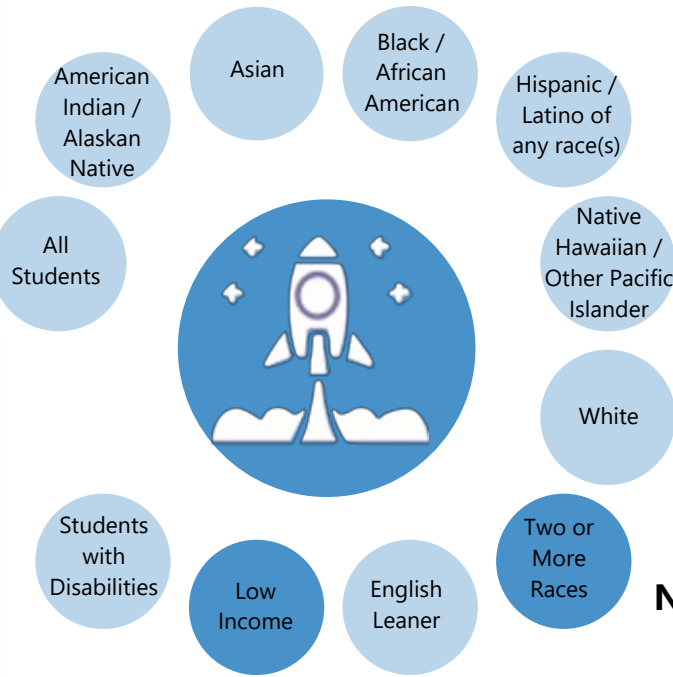 All
Students
American
Indian /
Alaskan
Native
Asian
Black /
African
American
Hispanic /
Latino of
any race(s)
Native
Hawaiian /
Other Pacific
Islander
White
Two or
More
Races
English
Leaner
Low
Income
Students
with
Disabilities
N